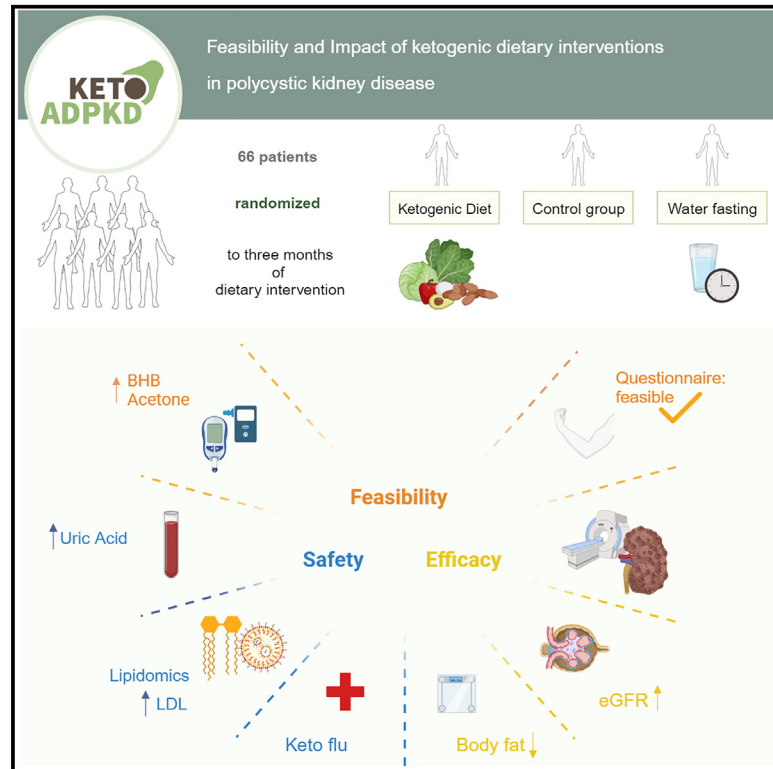 KETO
ADPKD
Feasibility and Impact of ketogenic dietary interventions
in polycystic kidney disease
66 patients
randomized
to three months
of
dietary intervention
Ketogenic Diet
Control group
Water fasting
↑ BHB
Acetone
Questionnaire:
feasible
Feasibility
↑ Uric Acid
Safety
Efficacy
Lipidomics
↑ LDL
Keto flu
Body fat ↓
eGFR ↑